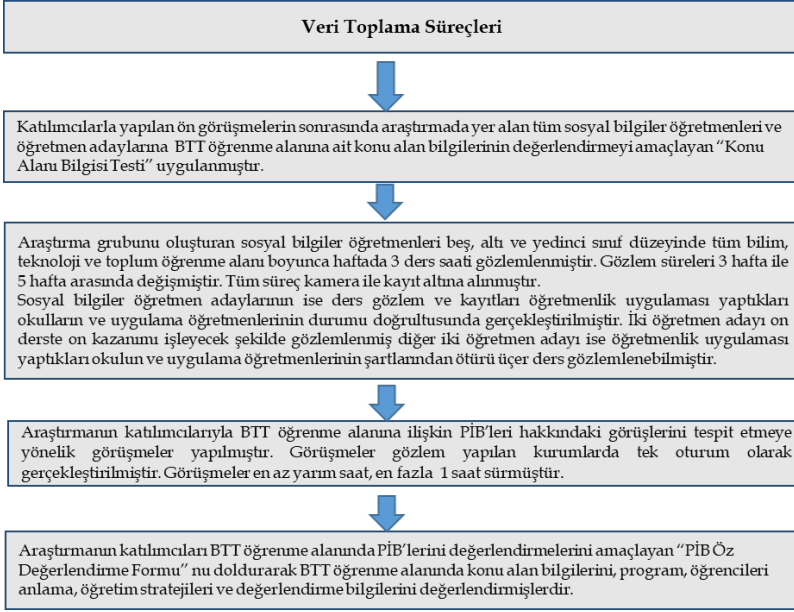 Veri Toplama Süreçleri
Katılımcılarla yapılan ön görüşmelerin sonrasında araştırmada yer alan tüm sosyal bilgiler öğretmenleri ve
öğretmen adaylarına BTT öğrenme alanına ait konu alan bilgilerinin değerlendirmeyi amaçlayan “Konu
Alanı Bilgisi Testi” uygulanmıştır.
Araştırma grubunu oluşturan sosyal bilgiler öğretmenleri beş, altı ve yedinci sınıf düzeyinde tüm bilim,
teknoloji ve toplum öğrenme alanı boyunca haftada 3 ders saati gözlemlenmiştir. Gözlem süreleri 3 hafta ile
5 hafta arasında değişmiştir. Tüm süreç kamera ile kayıt altına alınmıştır.
Sosyal bilgiler öğretmen adaylarının ise ders gözlem ve kayıtları öğretmenlik uygulaması yaptıkları
okulların ve uygulama öğretmenlerinin durumu doğrultusunda gerçekleştirilmiştir. İki öğretmen adayı on
derste on kazanımı işleyecek şekilde gözlemlenmiş diğer iki öğretmen adayı ise öğretmenlik uygulaması
yaptıkları okulun ve uygulama öğretmenlerinin şartlarından ötürü üçer ders gözlemlenebilmiştir.
Araştırmanın katılımcılarıyla BTT öğrenme alanına ilişkin PİB’leri hakkındaki görüşlerini tespit etmeye
yönelik görüşmeler yapılmıştır. Görüşmeler gözlem yapılan kurumlarda tek oturum olarak
gerçekleştirilmiştir. Görüşmeler en az yarım saat, en fazla 1 saat sürmüştür.
Araştırmanın katılımcıları BTT öğrenme alanında PİB’lerini değerlendirmelerini amaçlayan “PİB Öz
Değerlendirme Formu” nu doldurarak BTT öğrenme alanında konu alan bilgilerini, program, öğrencileri
anlama, öğretim stratejileri ve değerlendirme bilgilerini değerlendirmişlerdir.